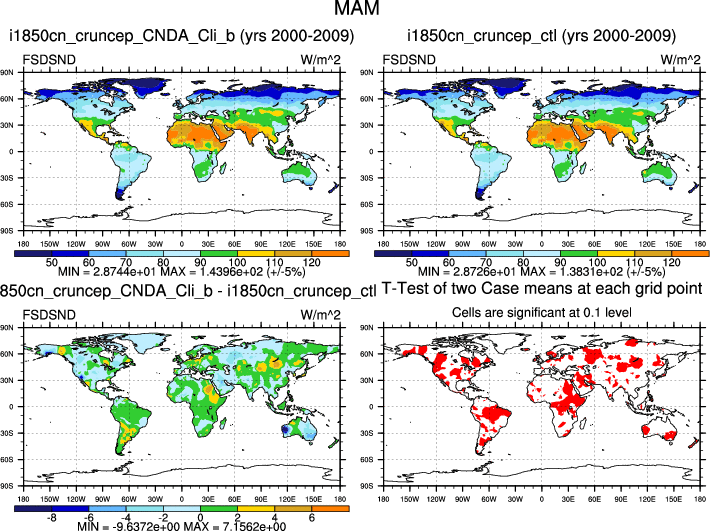 MAM
i1850cn_cruncep_CNDA_Cli_b (yrs 2000-2009)
i1850cn_cruncep_ctl (yrs 2000-2009)
FSDSND W/m^2
FSDSND W/m^2
90N
60N
30N
0
30S
60S
90S
180 150W 120W 90W 60W 30W 0 30E 60E 90E 120E 150E 180
50 60 80 90 100 110 120
MIN = 2.8744e+01 MAX = 1.4396e+02 (+/-5%)
90N
60N
30N
0
30S
60S
90S
180 150W 120W 90W 60W 30W 0 30E 60E 90E 120E 150E 180
50 60 80 90 100 110 120
MIN = 2.8726e+01 MAX = 1.3831e+02 (+/-5%)
850cn_cruncep_CNDA_Cli_b - i1850cn_cruncep_ctl
T-Test of two Case means at each grid point
FSDSND W/m^2
Cells are significant at 0.1 level
90N
60N
30N
0
30S
60S
90S
180 150W 120W 90W 60W 30W 0 30E 60E 90E 120E 150E 180
-8 -6 -4 -2 0 2 4 6
MIN = -9.6372e+00 MAX = 7.1562e+00
90N
60N
30N
0
30S
60S
90S
180 150W 120W 90W 60W 30W 0 30E 60E 90E 120E 150E 180